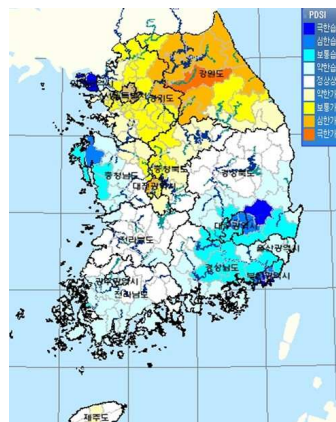 PDSI
극한습
심한습
보통습
약한습
정상상
약한가
보통가
심한가
극한가
강원도
경기도
충청북도
충청남도
대전광역시
경상북도
대구광역시
전라북도
울산광역시
경상남도
부산광역시
광주광역시
전라남도
제주도